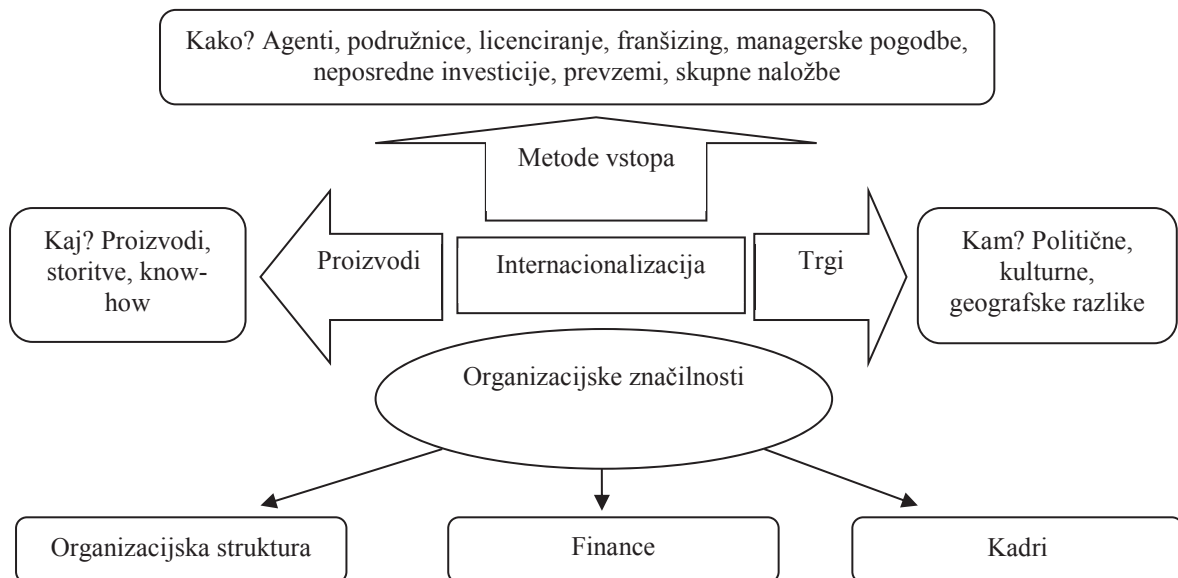 Kako? Agenti, podružnice, licenciranje, franšizing, managerske pogodbe,
neposredne investicije, prevzemi, skupne naložbe
Metode vstopa
Kaj? Proizvodi,
storitve, know-
how
Proizvodi
Internacionalizacija
Trgi
Kam? Politične,
kulturne,
geografske razlike
Organizacijske značilnosti
Organizacijska struktura
Finance
Kadri